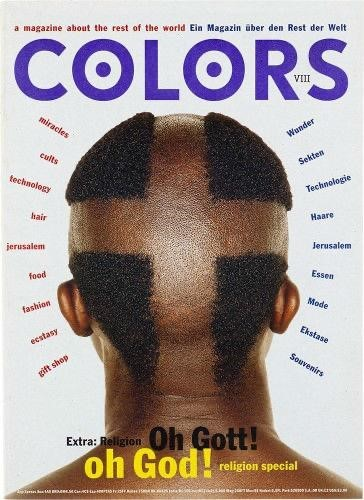 a magazine about the rest of the world Ein Magazin über den Rest der Welt
COLORS
VIII
miracles
cults
technology
hair
jerusalem
food
fashion
ecstasy
gift shop
Wunder
Sekten
Technologie
Haare
Jerusalem
Essen
Mode
Ekstase
Souvenirs
Extra: Religion Oh Gott!
oh God! religion special